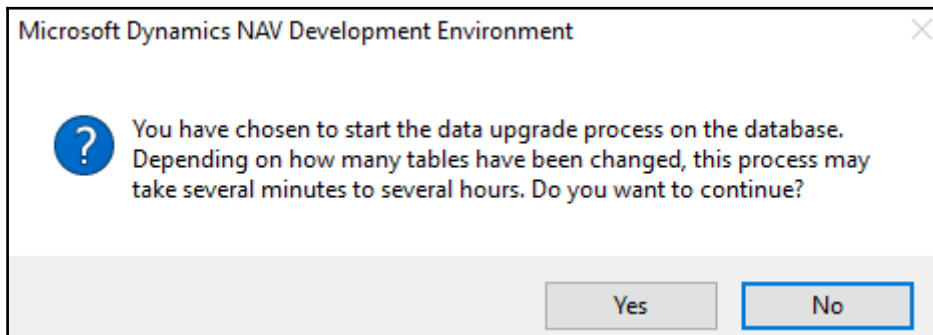 Microsoft Dynamics NAV Development Environment
?
You have chosen to start the data upgrade process on the database.
Depending on how many tables have been changed, this process may
take several minutes to several hours. Do you want to continue?
Yes No